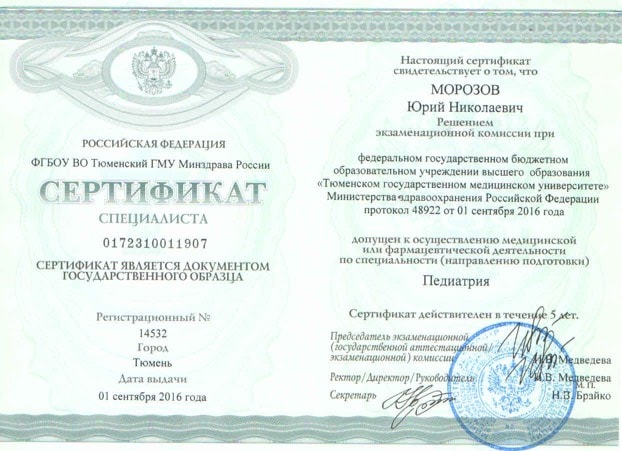 РОССИЙСКАЯ ФЕДЕРАЦИЯ
ФГБОУ ВО Тюменский ГМУ Минздрава России
СЕРТИФИКАТ
СПЕЦИАЛИСТА
0172310011907
СЕРТИФИКАТ ЯВЛЯЕТСЯ ДОКУМЕНТОМ
ГОСУДАРСТВЕННОГО ОБРАЗЦА
Регистрационный №
14532
Город
Тюмень
Дата выдачи
01 сентября 2016 года
Настоящий сертификат
свидетельствует о том, что
МОРОЗОВ
Юрий Николаевич
Решением
экзаменационной комиссии при
федеральном государственном бюджетном
образовательном учреждении высшего образования
«Тюменском государственном медицинском университете»
Министерства здравоохранения Российской Федерации
протокол 48922 от 01 сентября 2016 года
допущен к осуществлению медицинской
или фармацевтической деятельности
по специальности (направлению подготовки)
Педиатрия
Сертификат действителен в течение 5 лет.
Председатель экзаменационной
(государственной аттестационной/
экзаменационной) комиссии И.В. Медведева
Ректор/Директор/Руководитель И.В. Медведева
М.П.
Секретарь Н.З. Брайко